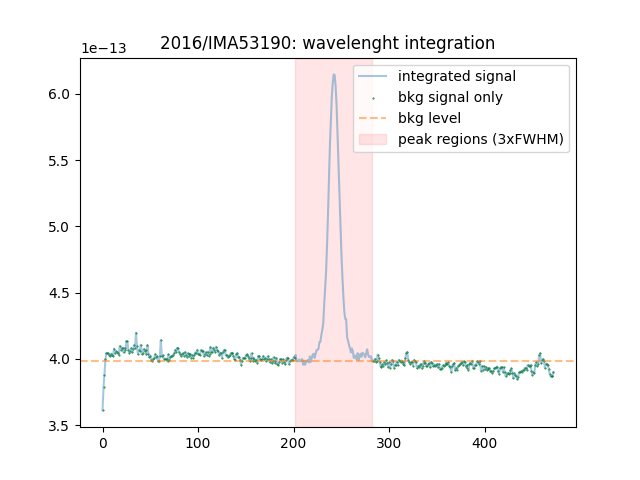 2016/IMA53190: wavelenght integration
1e−13
integrated signal
bkg signal only
bkg level
peak regions (3xFWHM)
6.0
5.5
5.0
4.5
4.0
3.5
0 100 200 300 400